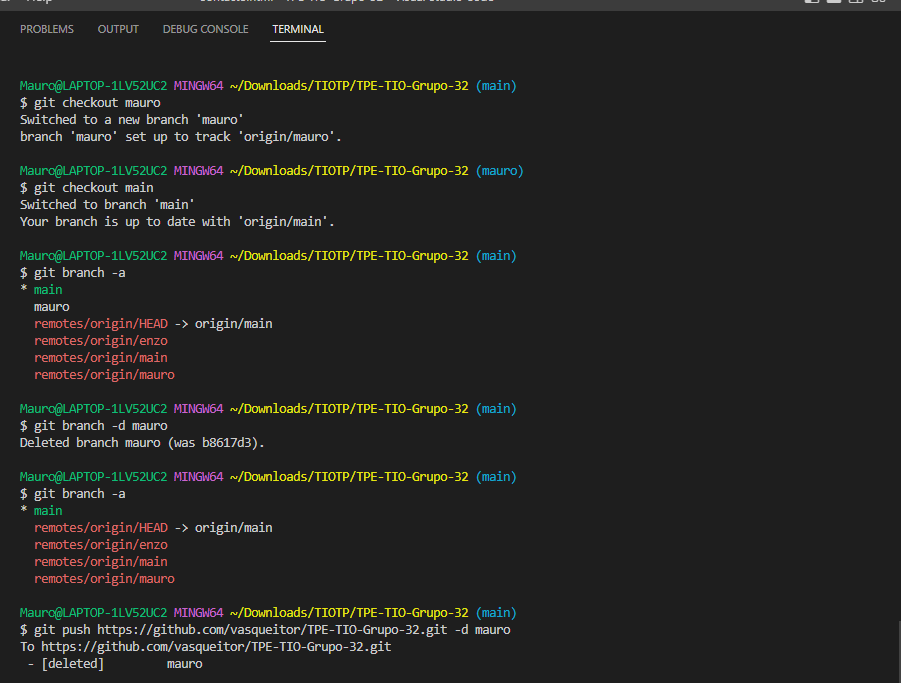 PROBLEMS OUTPUT DEBUG CONSOLE TERMINAL
Mauro@LAPTOP-1LV52UC2 MINGW64 ~/Downloads/TIOTP/TPE-TIO-Grupo-32 (main)
$ git checkout mauro
Switched to a new branch 'mauro'
branch 'mauro' set up to track 'origin/mauro'.
Mauro@LAPTOP-1LV52UC2 MINGW64 ~/Downloads/TIOTP/TPE-TIO-Grupo-32 (mauro)
$ git checkout main
Switched to branch 'main'
Your branch is up to date with 'origin/main'.
Mauro@LAPTOP-1LV52UC2 MINGW64 ~/Downloads/TIOTP/TPE-TIO-Grupo-32 (main)
$ git branch -a
* main
mauro
remotes/origin/HEAD -> origin/main
remotes/origin/enzo
remotes/origin/main
remotes/origin/mauro
Mauro@LAPTOP-1LV52UC2 MINGW64 ~/Downloads/TIOTP/TPE-TIO-Grupo-32 (main)
$ git branch -d mauro
Deleted branch mauro (was b8617d3).
Mauro@LAPTOP-1LV52UC2 MINGW64 ~/Downloads/TIOTP/TPE-TIO-Grupo-32 (main)
$ git branch -a
* main
remotes/origin/HEAD -> origin/main
remotes/origin/enzo
remotes/origin/main
remotes/origin/mauro
Mauro@LAPTOP-1LV52UC2 MINGW64 ~/Downloads/TIOTP/TPE-TIO-Grupo-32 (main)
$ git push https://github.com/vasqueitor/TPE-TIO-Grupo-32.git -d mauro
To https://github.com/vasqueitor/TPE-TIO-Grupo-32.git
- [deleted] mauro